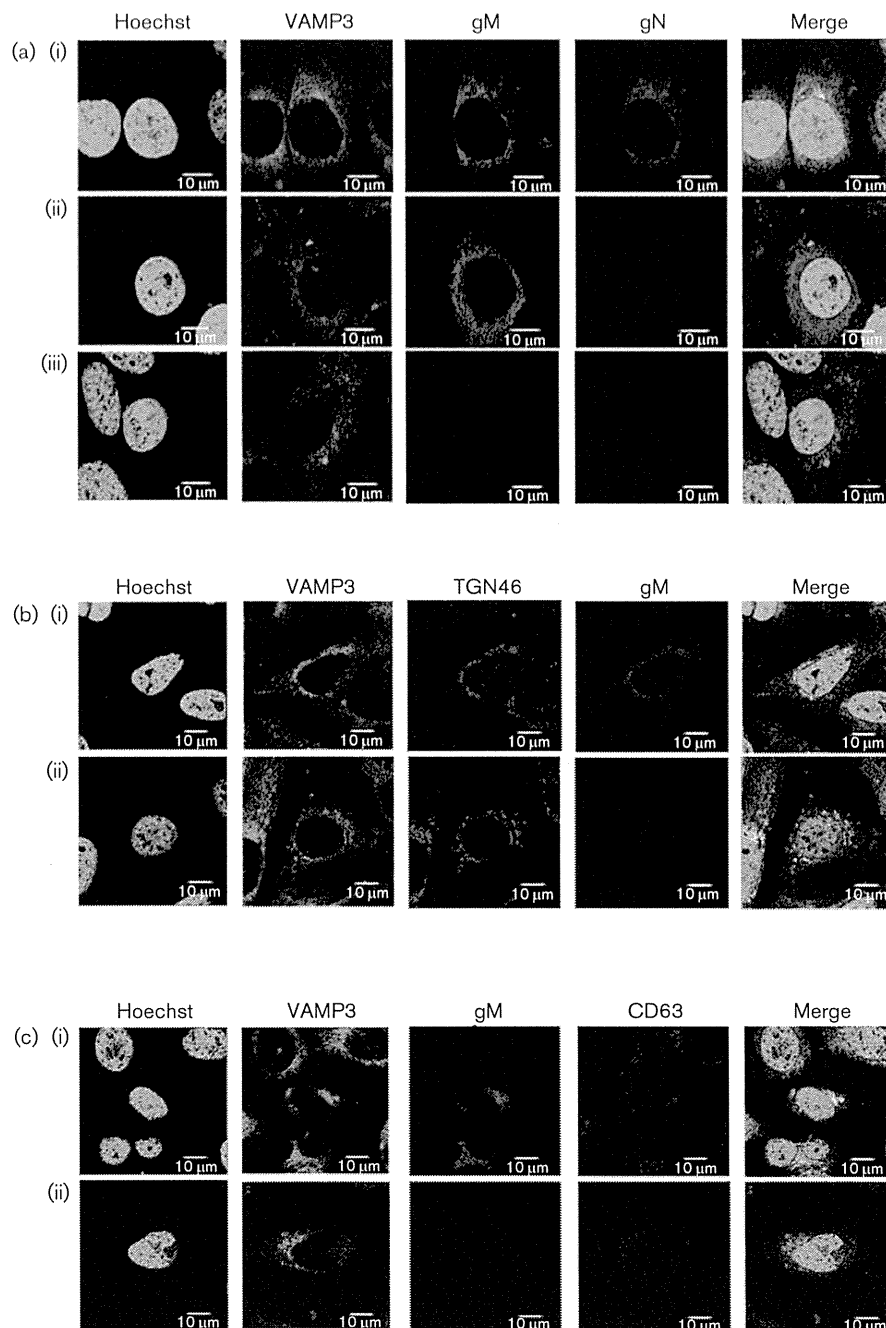 Hoechst VAMP3 gM gN Merge
(a) (i)
10 µm 10 µm 10 µm 10 µm 10 µm
(ii)
10 µm 10 µm 10 µm 10 µm 10 µm
(iii)
10 µm 10 µm 10 µm 10 µm 10 µm
Hoechst VAMP3 TGN46 gM Merge
(b) (i)
10 µm 10 µm 10 µm 10 µm 10 µm
(ii)
10 µm 10 µm 10 µm 10 µm 10 µm
Hoechst VAMP3 gM CD63 Merge
(c) (i)
10 µm 10 µm 10 µm 10 µm 10 µm
(ii)
10 µm 10 µm 10 µm 10 µm 10 µm